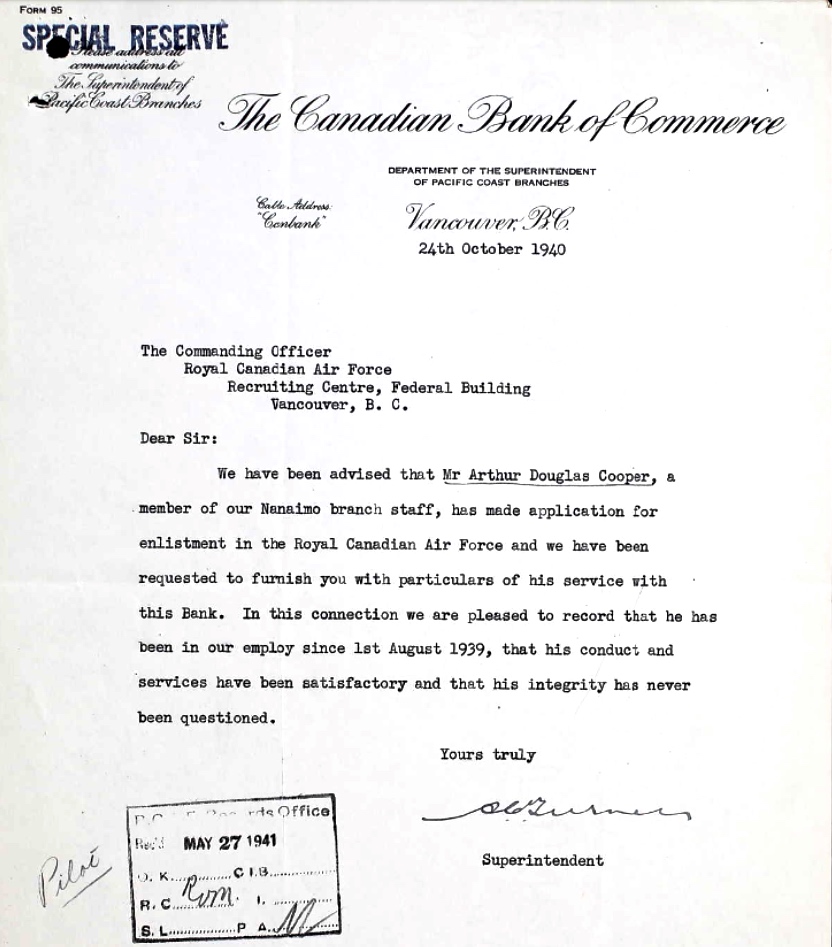 FORM 95
SPECIAL RESERVE
Please address all
communications to
The Superintendent of
Pacific Coast Branches
The Canadian Bank of Commerce
DEPARTMENT OF THE SUPERINTENDENT
OF PACIFIC COAST BRANCHES
Cable Address:
"Canbank"
Vancouver, B.C.
24th October 1940
The Commanding Officer
Royal Canadian Air Force
Recruiting Centre, Federal Building
Vancouver, B. C.
Dear Sir:
We have been advised that Mr Arthur Douglas Cooper, a
member of our Nanaimo branch staff, has made application for
enlistment in the Royal Canadian Air Force and we have been
requested to furnish you with particulars of his service with
this Bank. In this connection we are pleased to record that he has
been in our employ since 1st August 1939, that his conduct and
services have been satisfactory and that his integrity has never
been questioned.
Yours truly
Superintendent
Office
Rec'd MAY 27 1941
O. K.........C I.B.............
R. C............. I................
S. L.................P A...............
Pilot